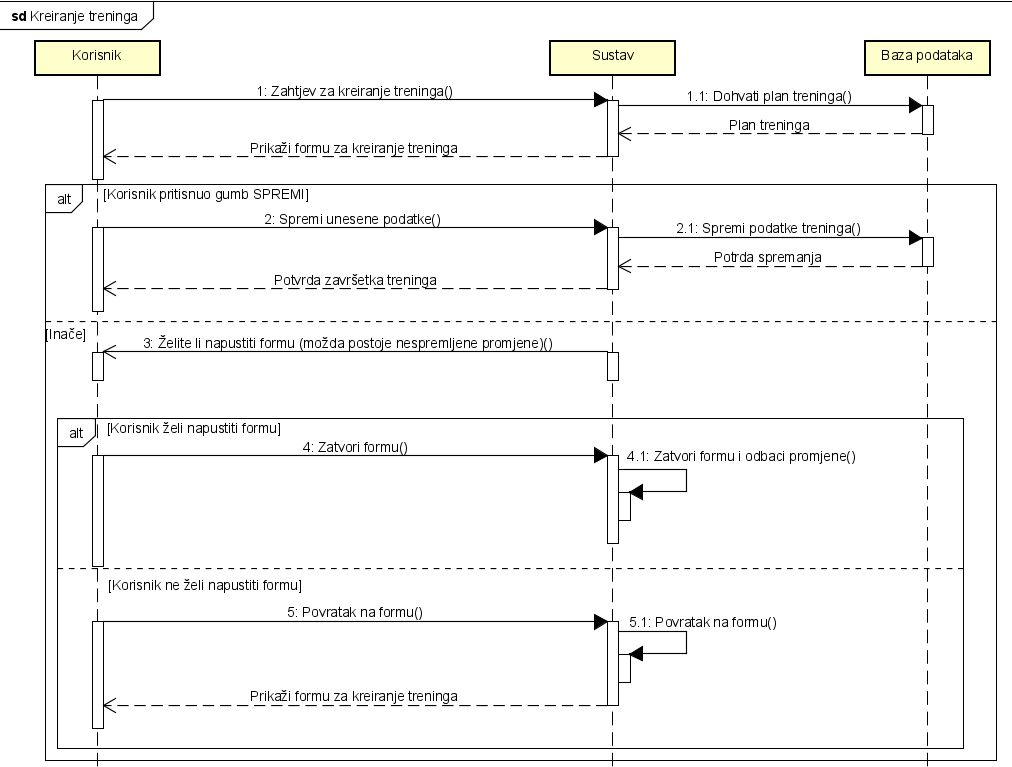 sd Kreiranje treninga
Korisnik
Sustav
Baza podataka
1: Zahtjev za kreiranje treninga()
1.1: Dohvati plan treninga()
Plan treninga
Prikaži formu za kreiranje treninga
alt
[Korisnik pritisnuo gumb SPREMI]
2: Spremi unesene podatke()
2.1: Spremi podatke treninga()
Potrda spremanja
Potvrda završetka treninga
[Inače]
3: Želite li napustiti formu (možda postoje nespremljene promjene)()
alt
[Korisnik želi napustiti formu]
4: Zatvori formu()
4.1: Zatvori formu i odbaci promjene()
[Korisnik ne želi napustiti formu]
5: Povratak na formu()
5.1: Povratak na formu()
Prikaži formu za kreiranje treninga